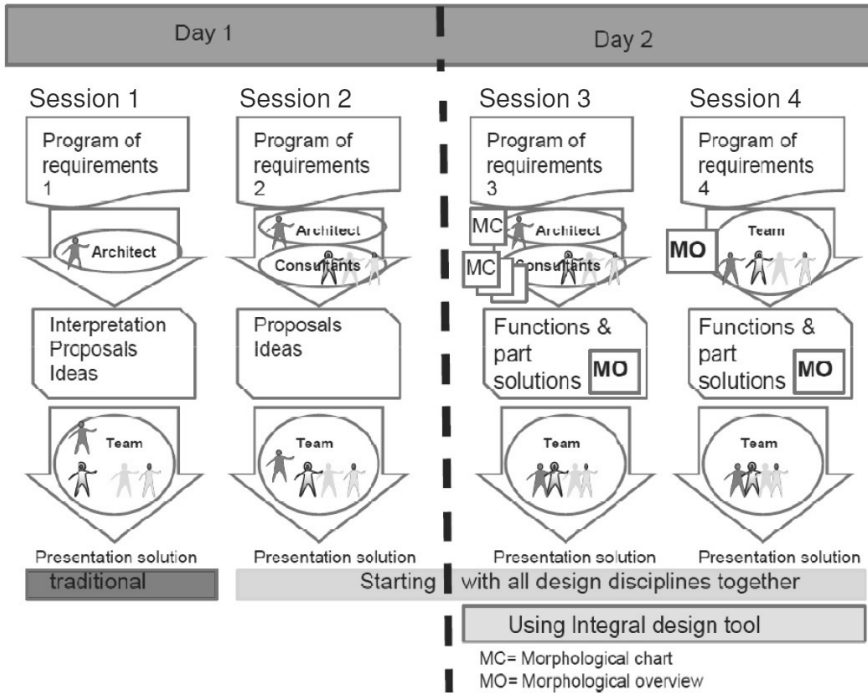 Day 1
Day 2
Session 1
Program of
requirements
1
Architect
Interpretation
Proposals
Ideas
Team
Presentation solution
Session 2
Program of
requirements
2
Architect
Consultants
Proposals
Ideas
Team
Presentation solution
Session 3
Program of
requirements
3
MC
Architect
MC
Consultants
Functions &
part
solutions
MO
Team
Presentation solution
Session 4
Program of
requirements
4
MO
Team
Functions &
part
solutions
MO
Team
Presentation solution
traditional
Starting with all design disciplines together
Using Integral design tool
MC= Morphological chart
MO= Morphological overview